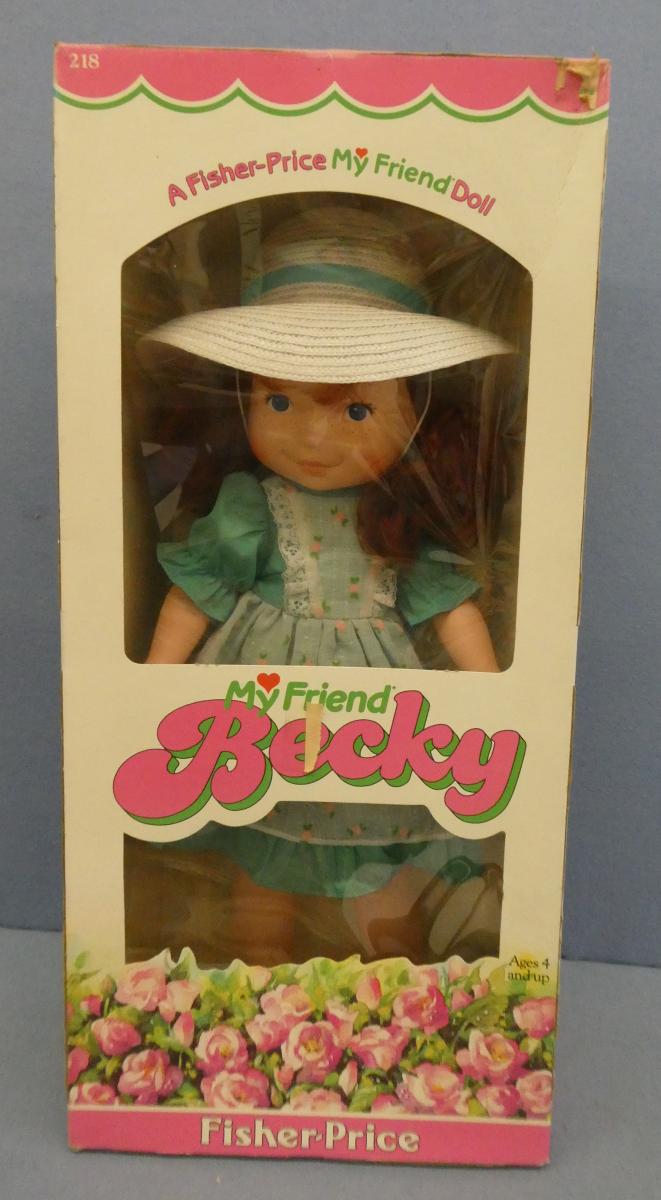 218
A Fisher-Price My Friend Doll
My Friend
Becky
Ages 4
and up
Fisher-Price